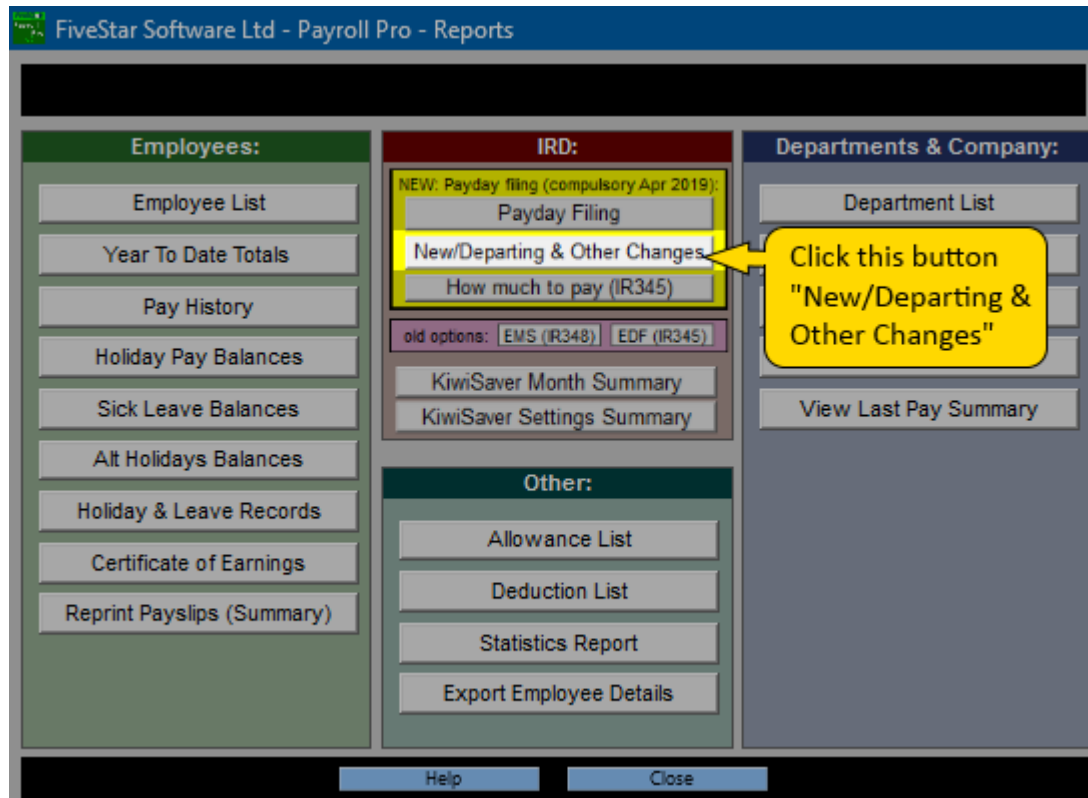 FiveStar Software Ltd - Payroll Pro - Reports
Employees:
Employee List
Year To Date Totals
Pay History
Holiday Pay Balances
Sick Leave Balances
Alt Holidays Balances
Holiday & Leave Records
Certificate of Earnings
Reprint Payslips (Summary)
IRD:
NEW: Payday filing (compulsory Apr 2019):
Payday Filing
New/Departing & Other Changes
How much to pay (IR345)
old options: EMS (IR348) EDF (IR345)
KiwiSaver Month Summary
KiwiSaver Settings Summary
Other:
Allowance List
Deduction List
Statistics Report
Export Employee Details
Departments & Company:
Department List
Click this button
"New/Departing &
Other Changes"
View Last Pay Summary
Help
Close